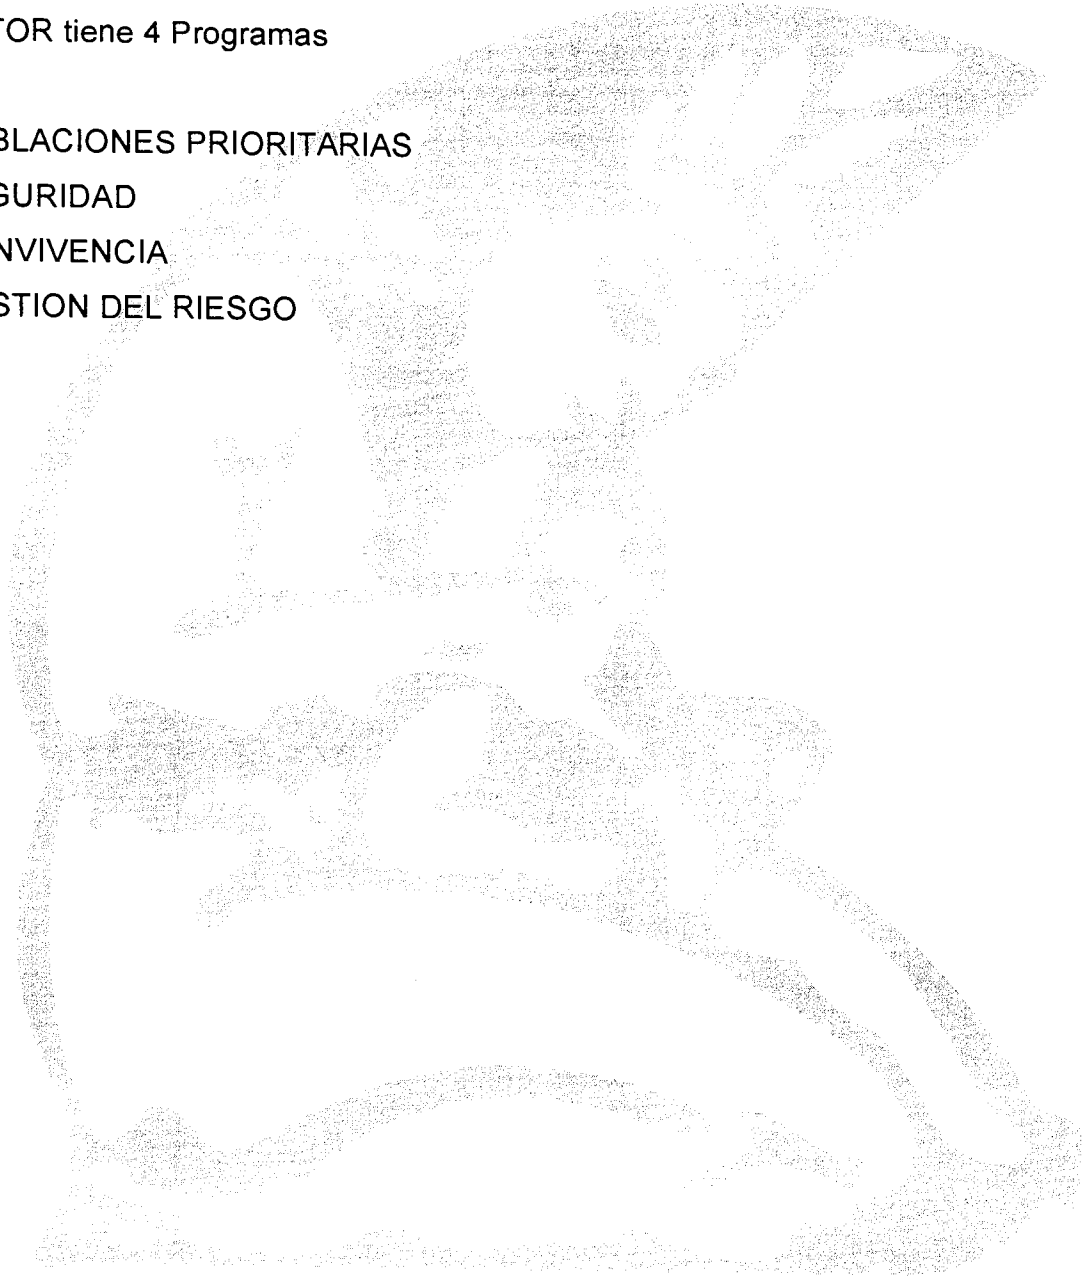 TOR tiene 4 Programas
BLACIONES PRIORITARIAS
GURIDAD
NVIVENCIA
STION DEL RIESGO